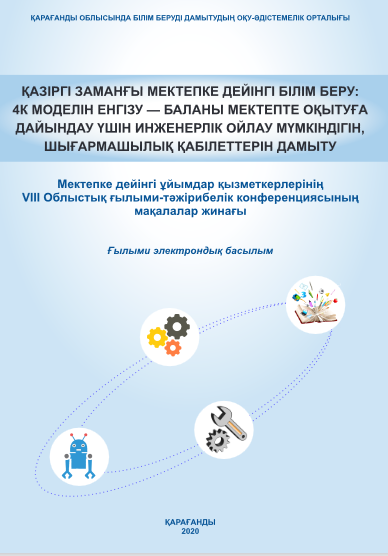 ҚАРАҒАНДЫ ОБЛЫСЫНДА БІЛІМ БЕРУДІ ДАМЫТУДЫҢ ОҚУ-ӘДІСТЕМЕЛІК ОРТАЛЫҒЫ
ҚАЗІРГІ ЗАМАНҒЫ МЕКТЕПКЕ ДЕЙІНГІ БІЛІМ БЕРУ:
4К МОДЕЛІН ЕНГІЗУ — БАЛАНЫ МЕКТЕПТЕ ОҚЫТУҒА
ДАЙЫНДАУ ҮШІН ИНЖЕНЕРЛІК ОЙЛАУ МҮМКІНДІГІН,
ШЫҒАРМАШЫЛЫҚ ҚАБІЛЕТТЕРІН ДАМЫТУ
Мектепке дейінгі ұйымдар қызметкерлерінің
VIII Облыстық ғылыми-тәжірибелік конференциясының
мақалалар жинағы
Ғылыми электрондық басылым
ҚАРАҒАНДЫ
2020